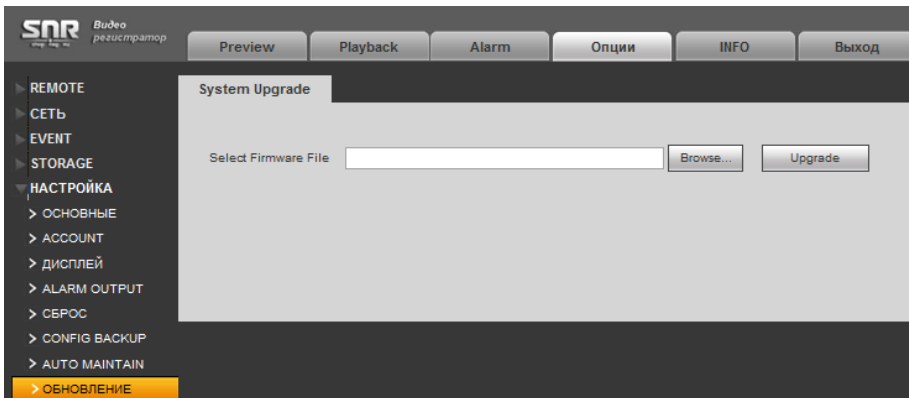 SNR Видео
регистратор
Preview Playback Alarm Опции INFO Выход
REMOTE
СЕТЬ
EVENT
STORAGE
НАСТРОЙКА
ОСНОВНЫЕ
ACCOUNT
ДИСПЛЕЙ
ALARM OUTPUT
СБРОС
CONFIG BACKUP
AUTO MAINTAIN
ОБНОВЛЕНИЕ
System Upgrade
Select Firmware File Browse... Upgrade